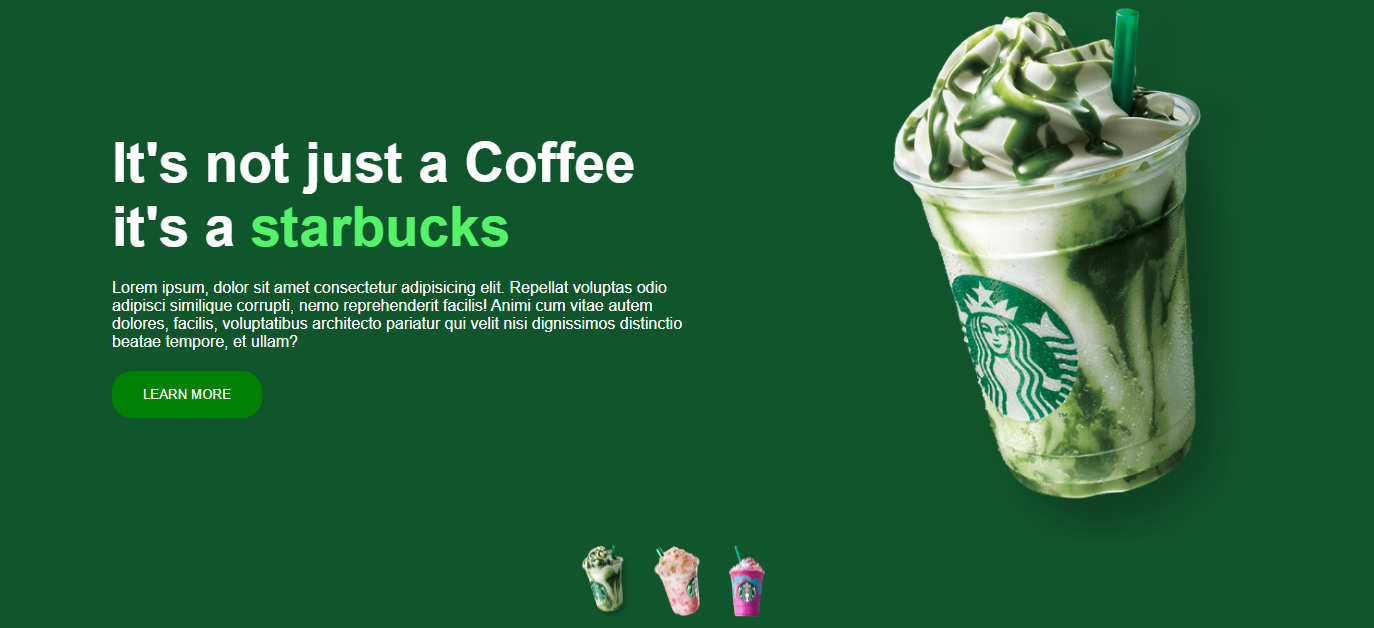 It's not just a Coffee
it's a starbucks
Lorem ipsum, dolor sit amet consectetur adipisicing elit. Repellat voluptas odio
adipisci similique corrupti, nemo reprehenderit facilis! Animi cum vitae autem
dolores, facilis, voluptatibus architecto pariatur qui velit nisi dignissimos distinctio
beatae tempore, et ullam?
LEARN MORE
TM